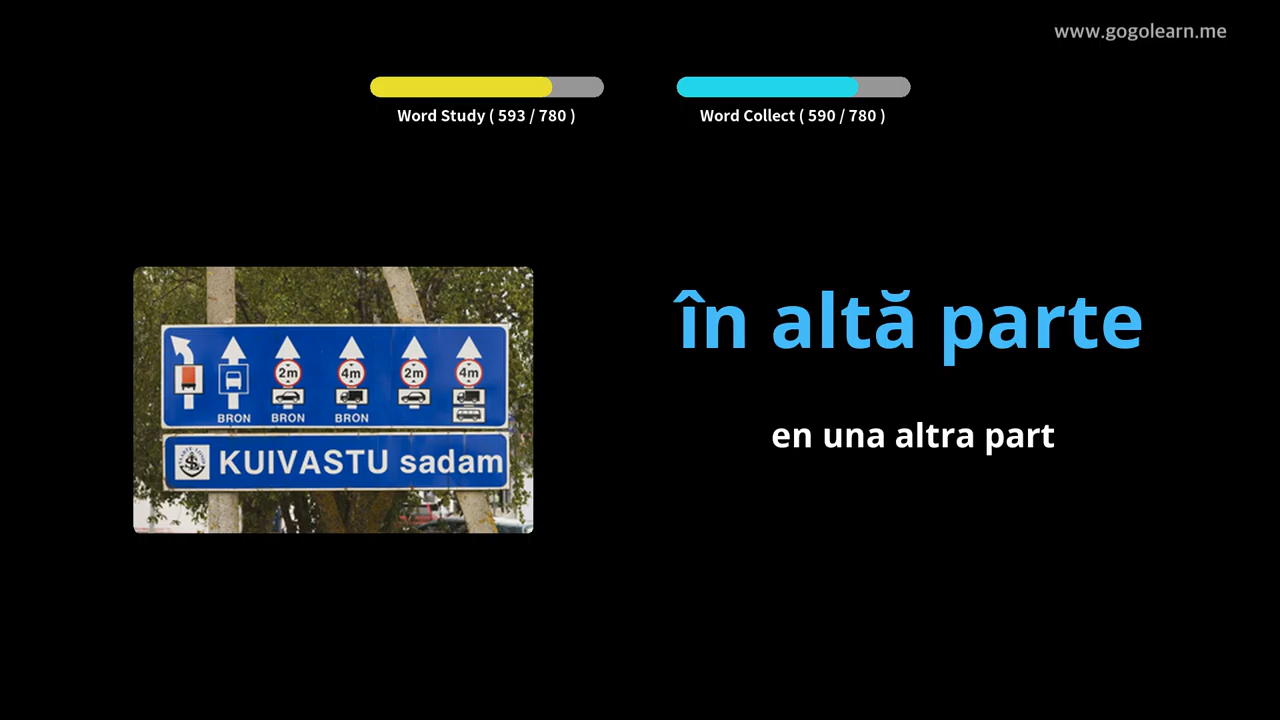 www.gogolearn.me
Word Study ( 593 / 780 )
Word Collect ( 590 / 780 )
2m 4m 2m 4m
BRON BRON BRON
KUIVASTU sadam
în altă parte
en una altra part